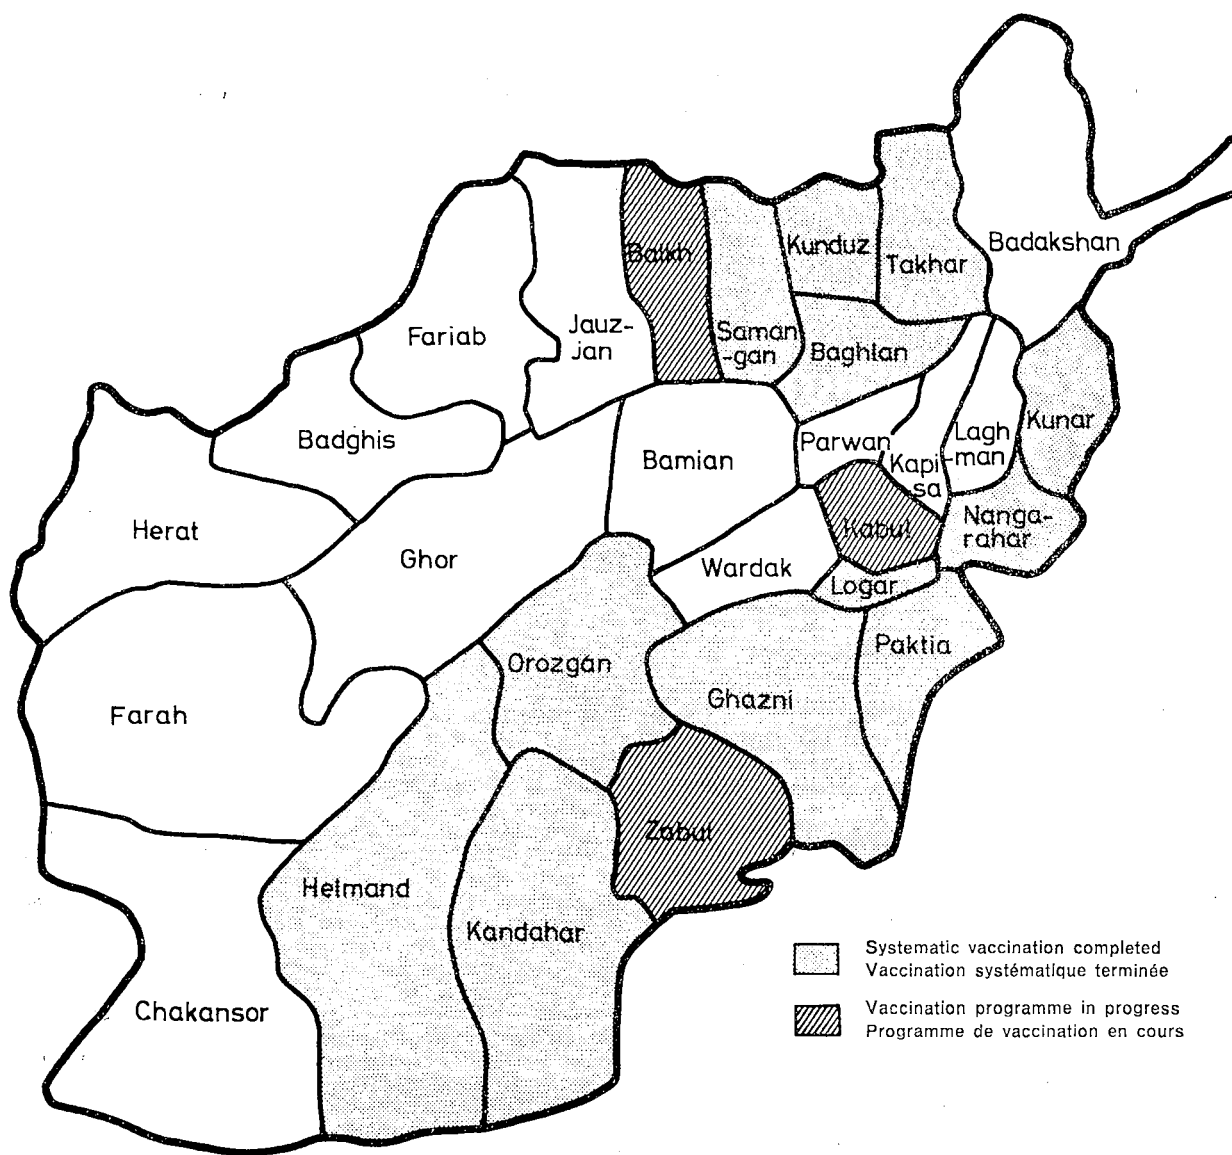 Badakshan
Kunduz
Takhar
Balkh
Saman
-gan
Baghlan
Jauz-
jan
Fariab
Badghis
Bamian
Parwan
Kapi
sa
Lagh
-man
Kunar
Herat
Ghor
Wardak
Kabul
Nanga-
rahar
Logar
Paktia
Orozgán
Ghazni
Farah
Zabul
Helmand
Kandahar
Chakansor
Systematic vaccination completed
Vaccination systématique terminée
Vaccination programme in progress
Programme de vaccination en cours